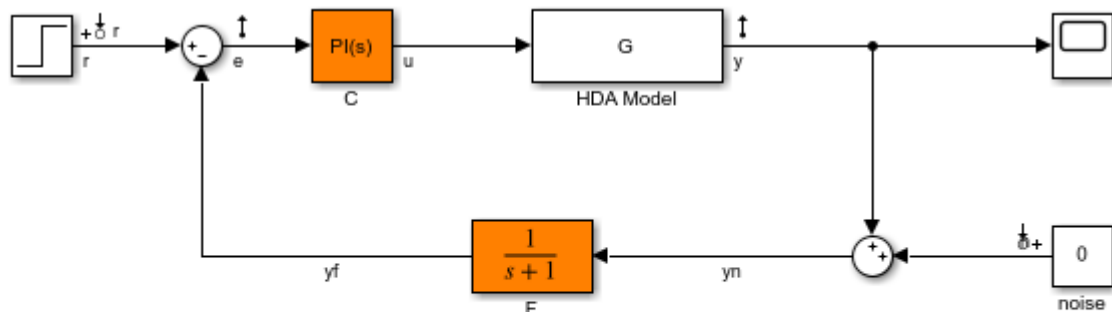 + r
r
+
−
e
PI(s)
C
u
G
HDA Model
y
yf
1
s + 1
F
yn
+
+
+
0
noise